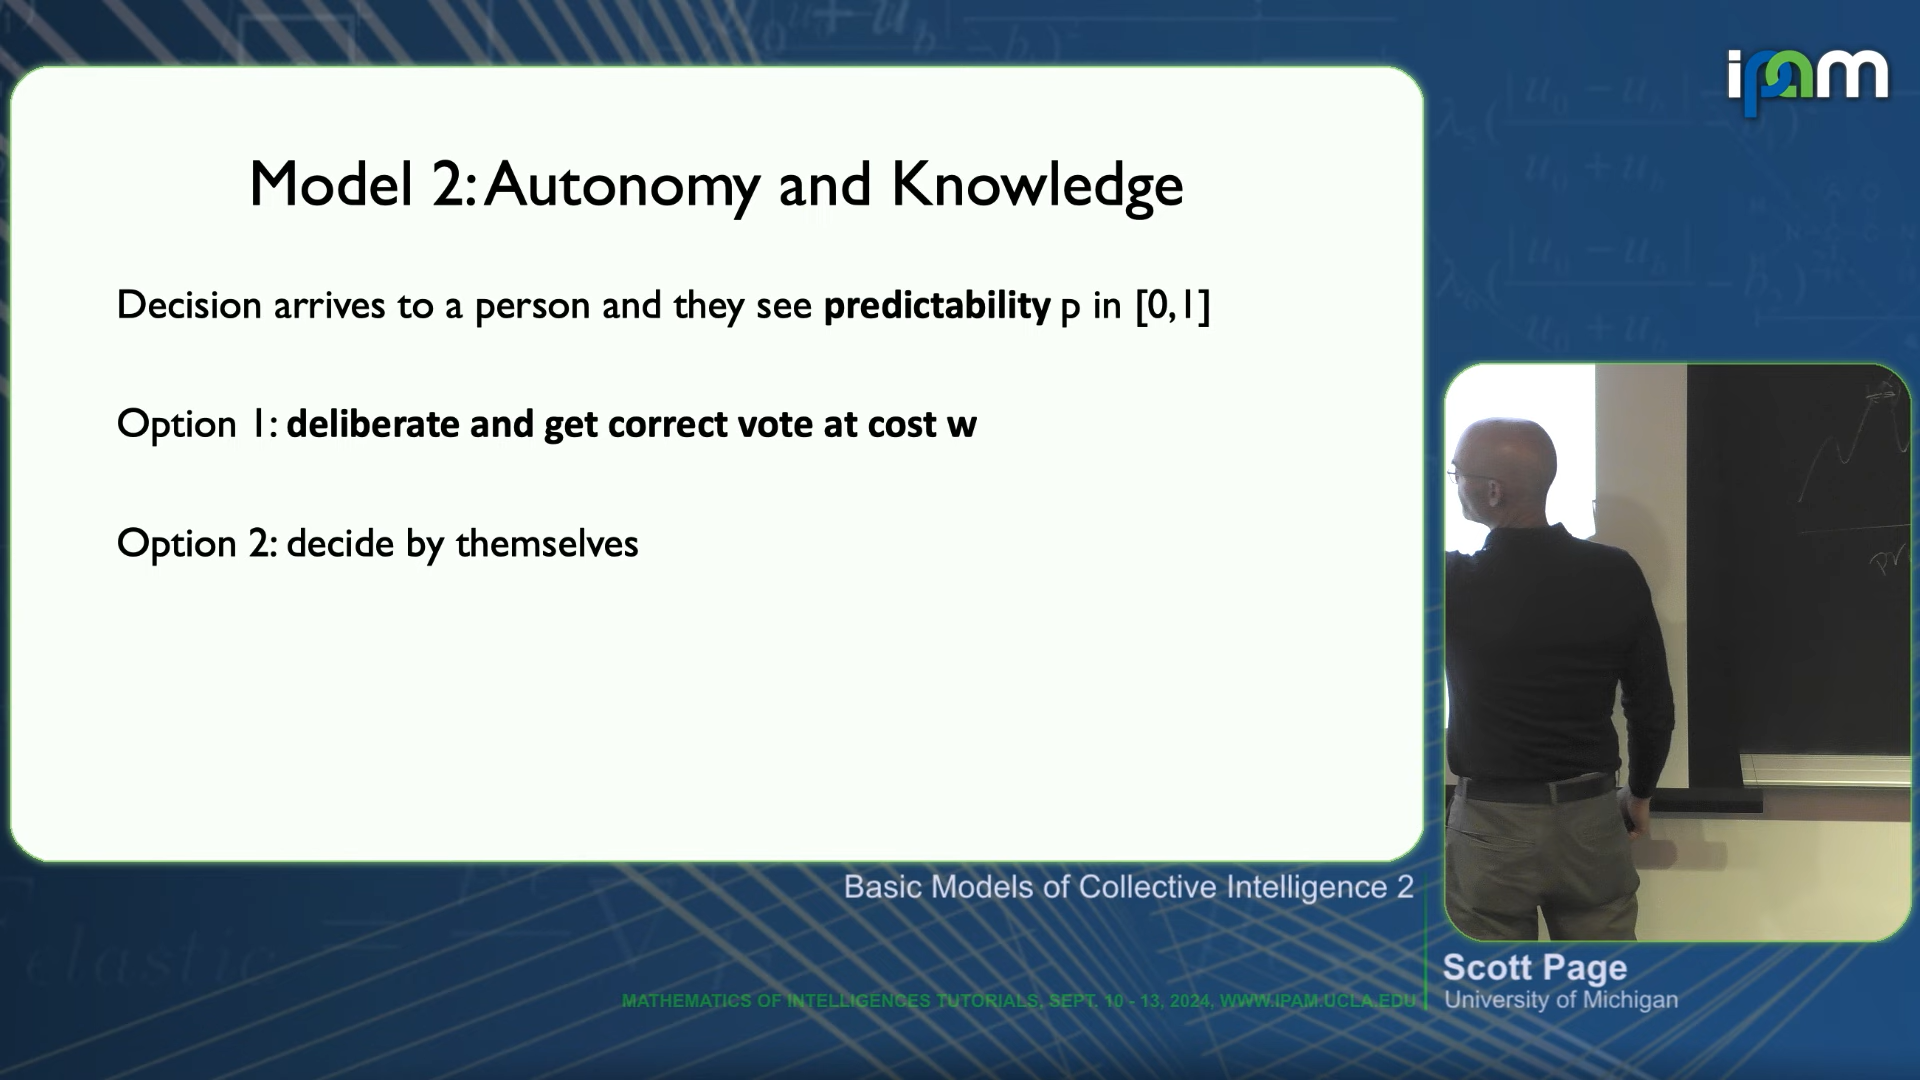 ipam
Model 2: Autonomy and Knowledge
Decision arrives to a person and they see predictability p in [0,1]
Option 1: deliberate and get correct vote at cost w
Option 2: decide by themselves
Basic Models of Collective Intelligence 2
Scott Page
University of Michigan
MATHEMATICS OF INTELLIGENCES TUTORIALS, SEPT. 10 - 13, 2024, WWW.IPAM.UCLA.EDU
elastic